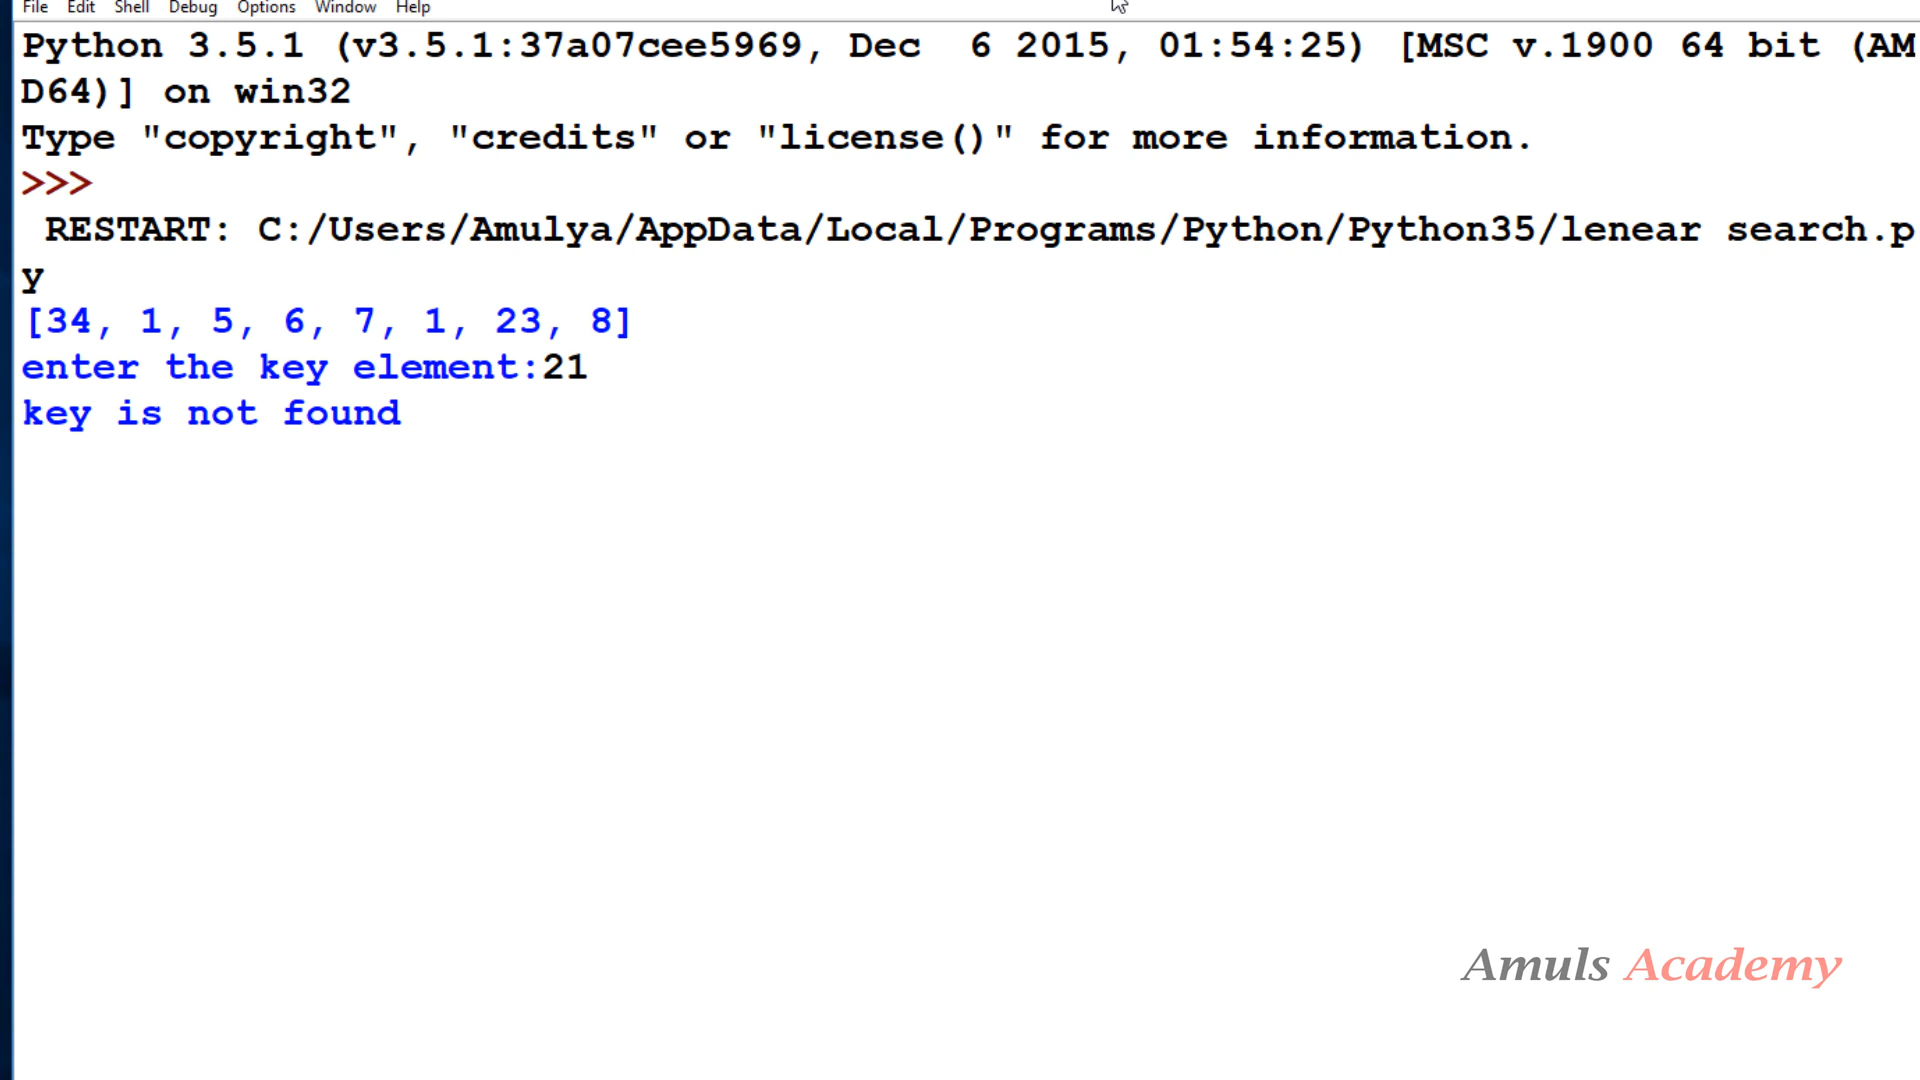 File Edit Shell Debug Options Window Help
Python 3.5.1 (v3.5.1:37a07cee5969, Dec  6 2015, 01:54:25) [MSC v.1900 64 bit (AM
D64)] on win32
Type "copyright", "credits" or "license()" for more information.
>>>
 RESTART: C:/Users/Amulya/AppData/Local/Programs/Python/Python35/lenear search.p
y
[34, 1, 5, 6, 7, 1, 23, 8]
enter the key element:21
key is not found
Amuls Academy